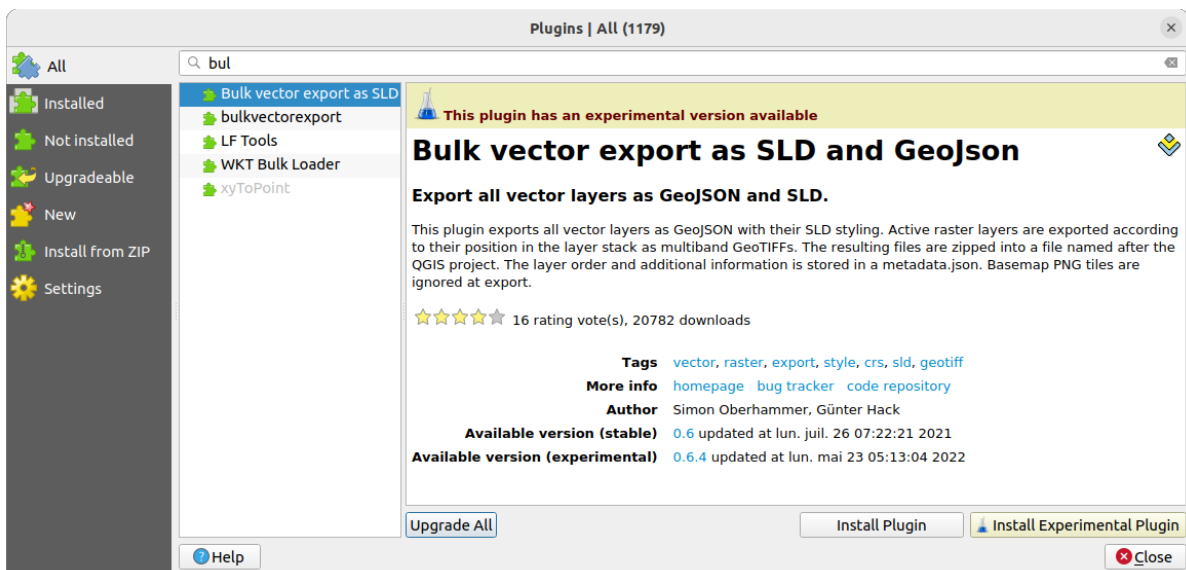 Plugins | All (1179)
All
Installed
Not installed
Upgradeable
New
Install from ZIP
Settings
bul
Bulk vector export as SLD
bulkvectorexport
LF Tools
WKT Bulk Loader
xyToPoint
This plugin has an experimental version available
Bulk vector export as SLD and GeoJson
Export all vector layers as GeoJSON and SLD.
This plugin exports all vector layers as GeoJSON with their SLD styling. Active raster layers are exported according
to their position in the layer stack as multiband GeoTIFFs. The resulting files are zipped into a file named after the
QGIS project. The layer order and additional information is stored in a metadata.json. Basemap PNG tiles are
ignored at export.
16 rating vote(s), 20782 downloads
Tags vector, raster, export, style, crs, sld, geotiff
More info homepage bug tracker code repository
Author Simon Oberhammer, Günter Hack
Available version (stable) 0.6 updated at lun. juil. 26 07:22:21 2021
Available version (experimental) 0.6.4 updated at lun. mai 23 05:13:04 2022
Upgrade All Install Plugin Install Experimental Plugin
Help Close